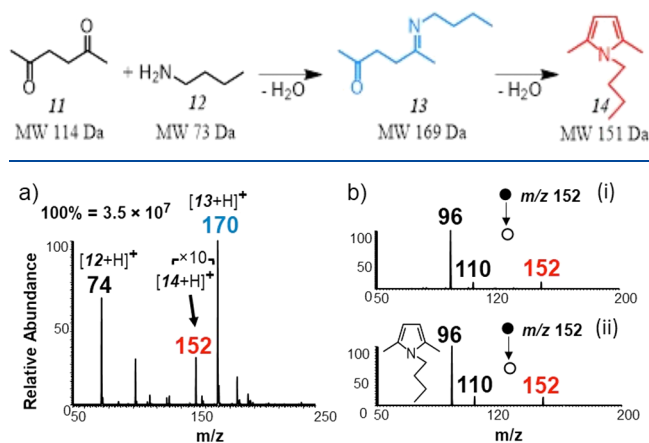 O
O
+ H₂N
- H₂O
N
O
- H₂O
N
11
12
13
14
MW 114 Da
MW 73 Da
MW 169 Da
MW 151 Da
a)
100% = 3.5 × 10⁷
[13+H]⁺
170
[12+H]⁺
74
×10
[14+H]⁺
152
100
50
0
50
150
250
Relative Abundance
m/z
b)
m/z 152 (i)
96
110
152
100
50
0
50
120
200
m/z 152 (ii)
96
N
110
152
100
50
0
50
120
200
m/z